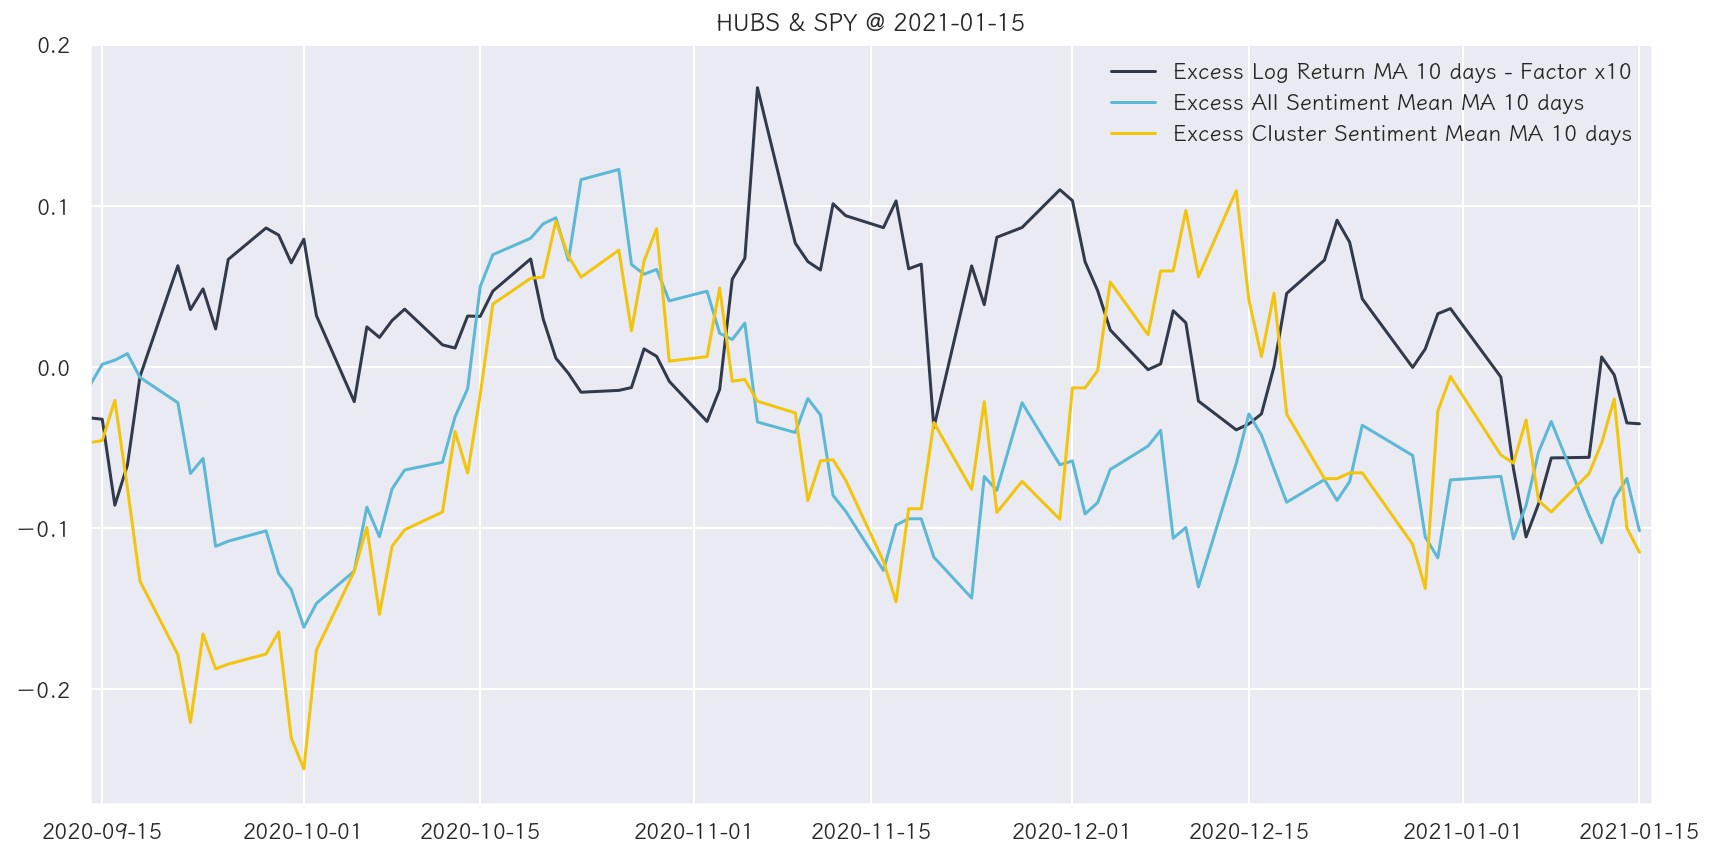 HUBS & SPY @ 2021-01-15
0.2
0.1
0.0
−0.1
−0.2
Excess Log Return MA 10 days - Factor x10
Excess All Sentiment Mean MA 10 days
Excess Cluster Sentiment Mean MA 10 days
2020-09-15 2020-10-01 2020-10-15 2020-11-01 2020-11-15 2020-12-01 2020-12-15 2021-01-01 2021-01-15